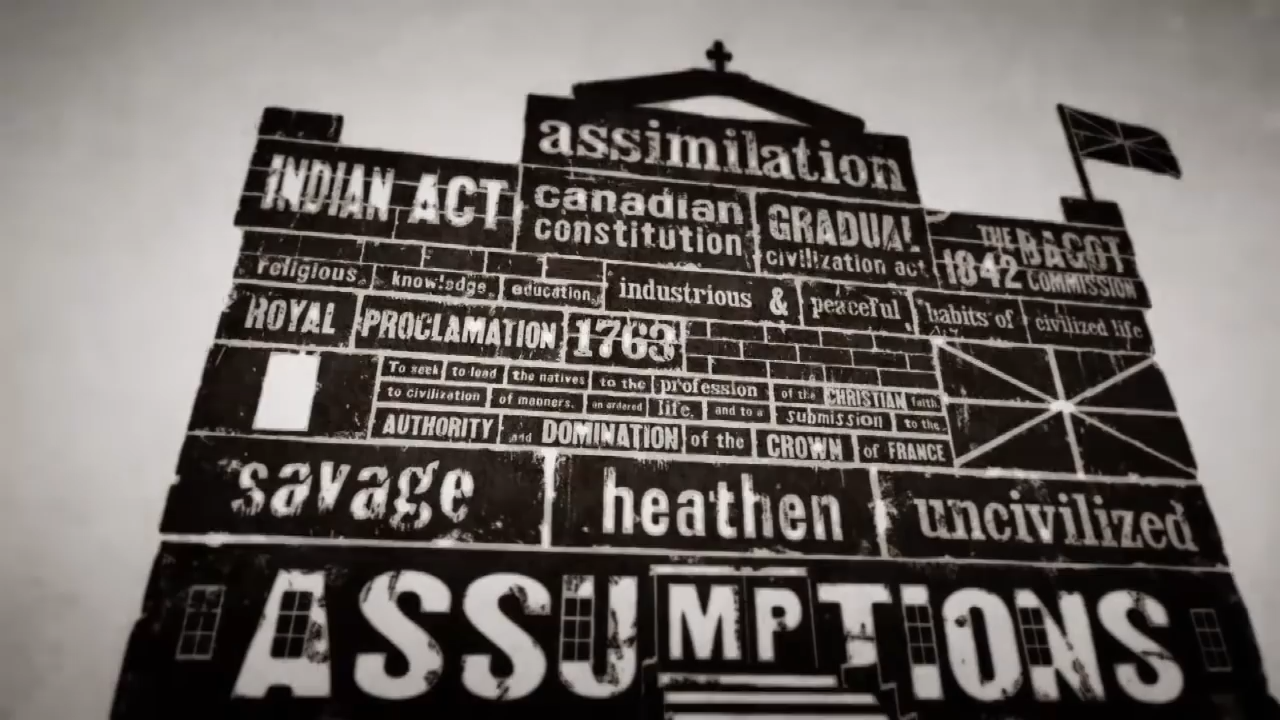 assimilation
INDIAN ACT
canadian constitution
GRADUAL civilization act
THE BAGOT
1842 COMMISSION
religious knowledge education industrious & peaceful habits of civilized life
ROYAL PROCLAMATION 1763
To seek to lead the natives to the profession of the CHRISTIAN faith.
to civilization of manners. an ordered life. and to a submission to the
AUTHORITY and DOMINATION of the CROWN of FRANCE
savage heathen uncivilized
ASSUMPTIONS